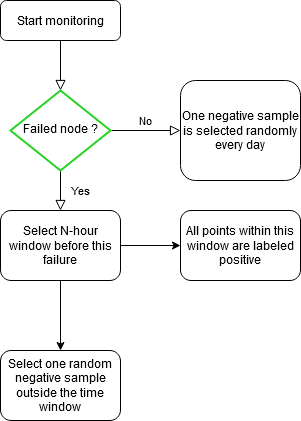 Start monitoring
Failed node ?
No
One negative sample
is selected randomly
every day
Yes
Select N-hour
window before this
failure
All points within this
window are labeled
positive
Select one random
negative sample
outside the time
window